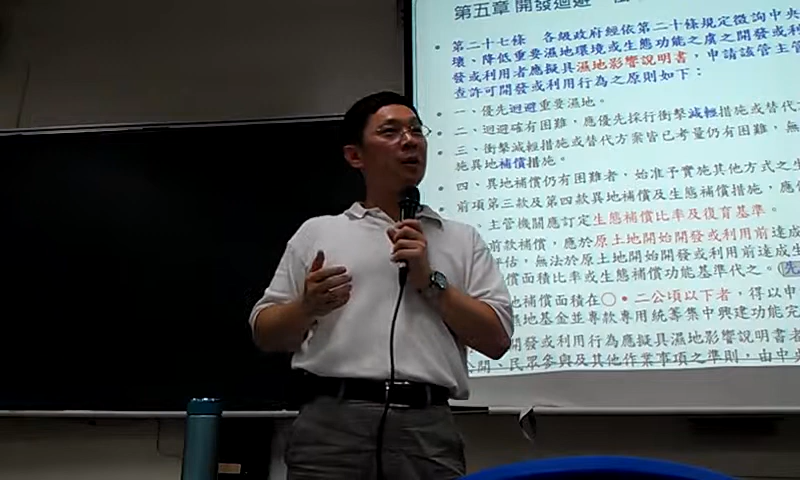 第五章 開發迴避
第二十七條 各級政府經依第二十條規定徵詢中央
壞、降低重要濕地環境或生態功能之虞之開發或利
發或利用者應擬具濕地影響說明書，申請該管主管
查許可開發或利用行為之原則如下：
一、優先迴避重要濕地。
二、迴避確有困難，應優先採行衝擊減輕措施或替代方
三、衝擊減輕措施或替代方案皆已考量仍有困難，無
施異地補償措施。
四、異地補償仍有困難者，始准予實施其他方式之生
前項第三款及第四款異地補償及生態補償措施，應
主管機關應訂定生態補償比率及復育基準。
前款補償，應於原土地開始開發或利用前達成
評估，無法於原土地開始開發或利用前達成生
償面積比率或生態補償功能基準代之。(先
地補償面積在○·二公頃以下者，得以申
地基金並專款專用統籌集中興建功能完
開發或利用行為應擬具濕地影響說明書者
公開、民眾參與及其他作業事項之準則，由中央